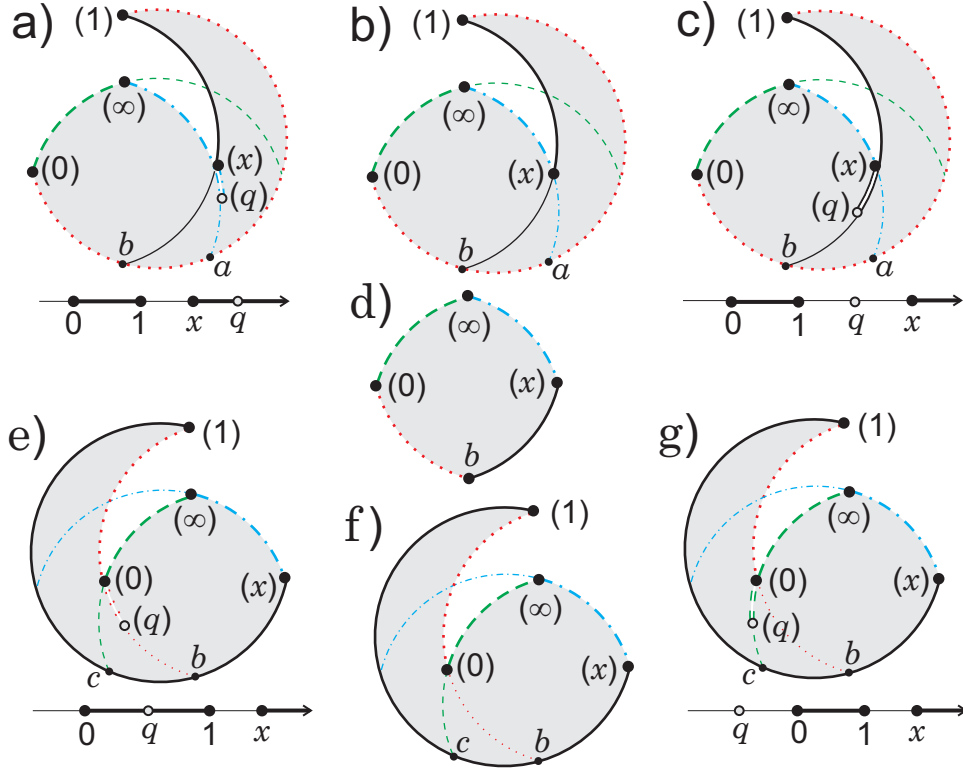 a)
(1)
(∞)
(0)
(x)
(q)
b
a
0 1 x q
b)
(1)
(∞)
(0)
(x)
b
a
c)
(1)
(∞)
(0)
(x)
(q)
b
a
0 1 q x
d)
(∞)
(0)
(x)
b
e)
(1)
(∞)
(0)
(x)
(q)
c
b
0 q 1 x
f)
(1)
(∞)
(0)
(x)
c
b
g)
(1)
(∞)
(0)
(x)
(q)
c
b
q 0 1 x